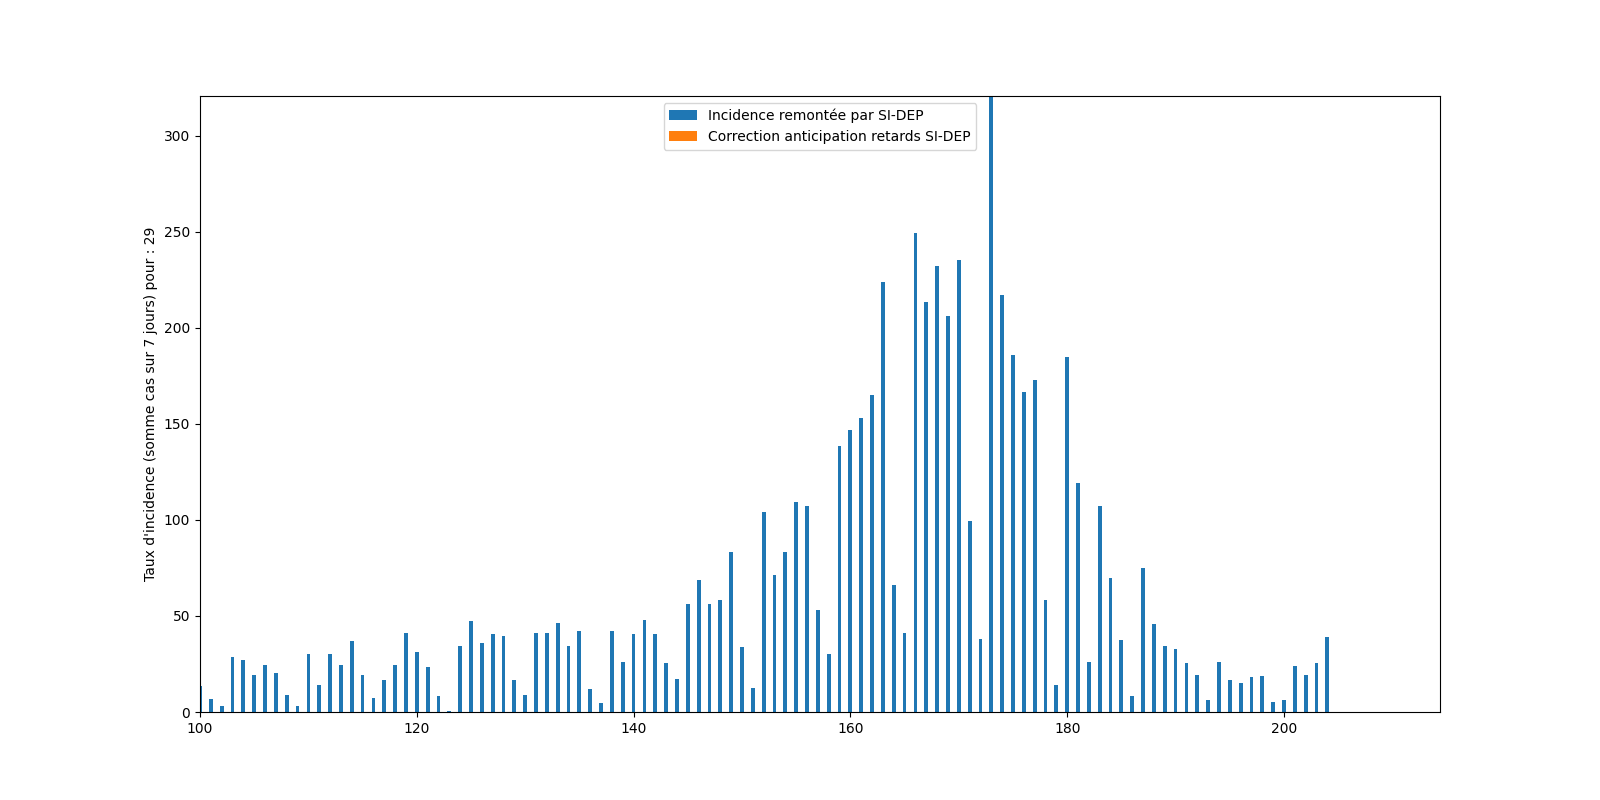 Incidence remontée par SI-DEP
Correction anticipation retards SI-DEP
Taux d'incidence (somme cas sur 7 jours) pour : 29
300
250
200
150
100
50
0
100 120 140 160 180 200